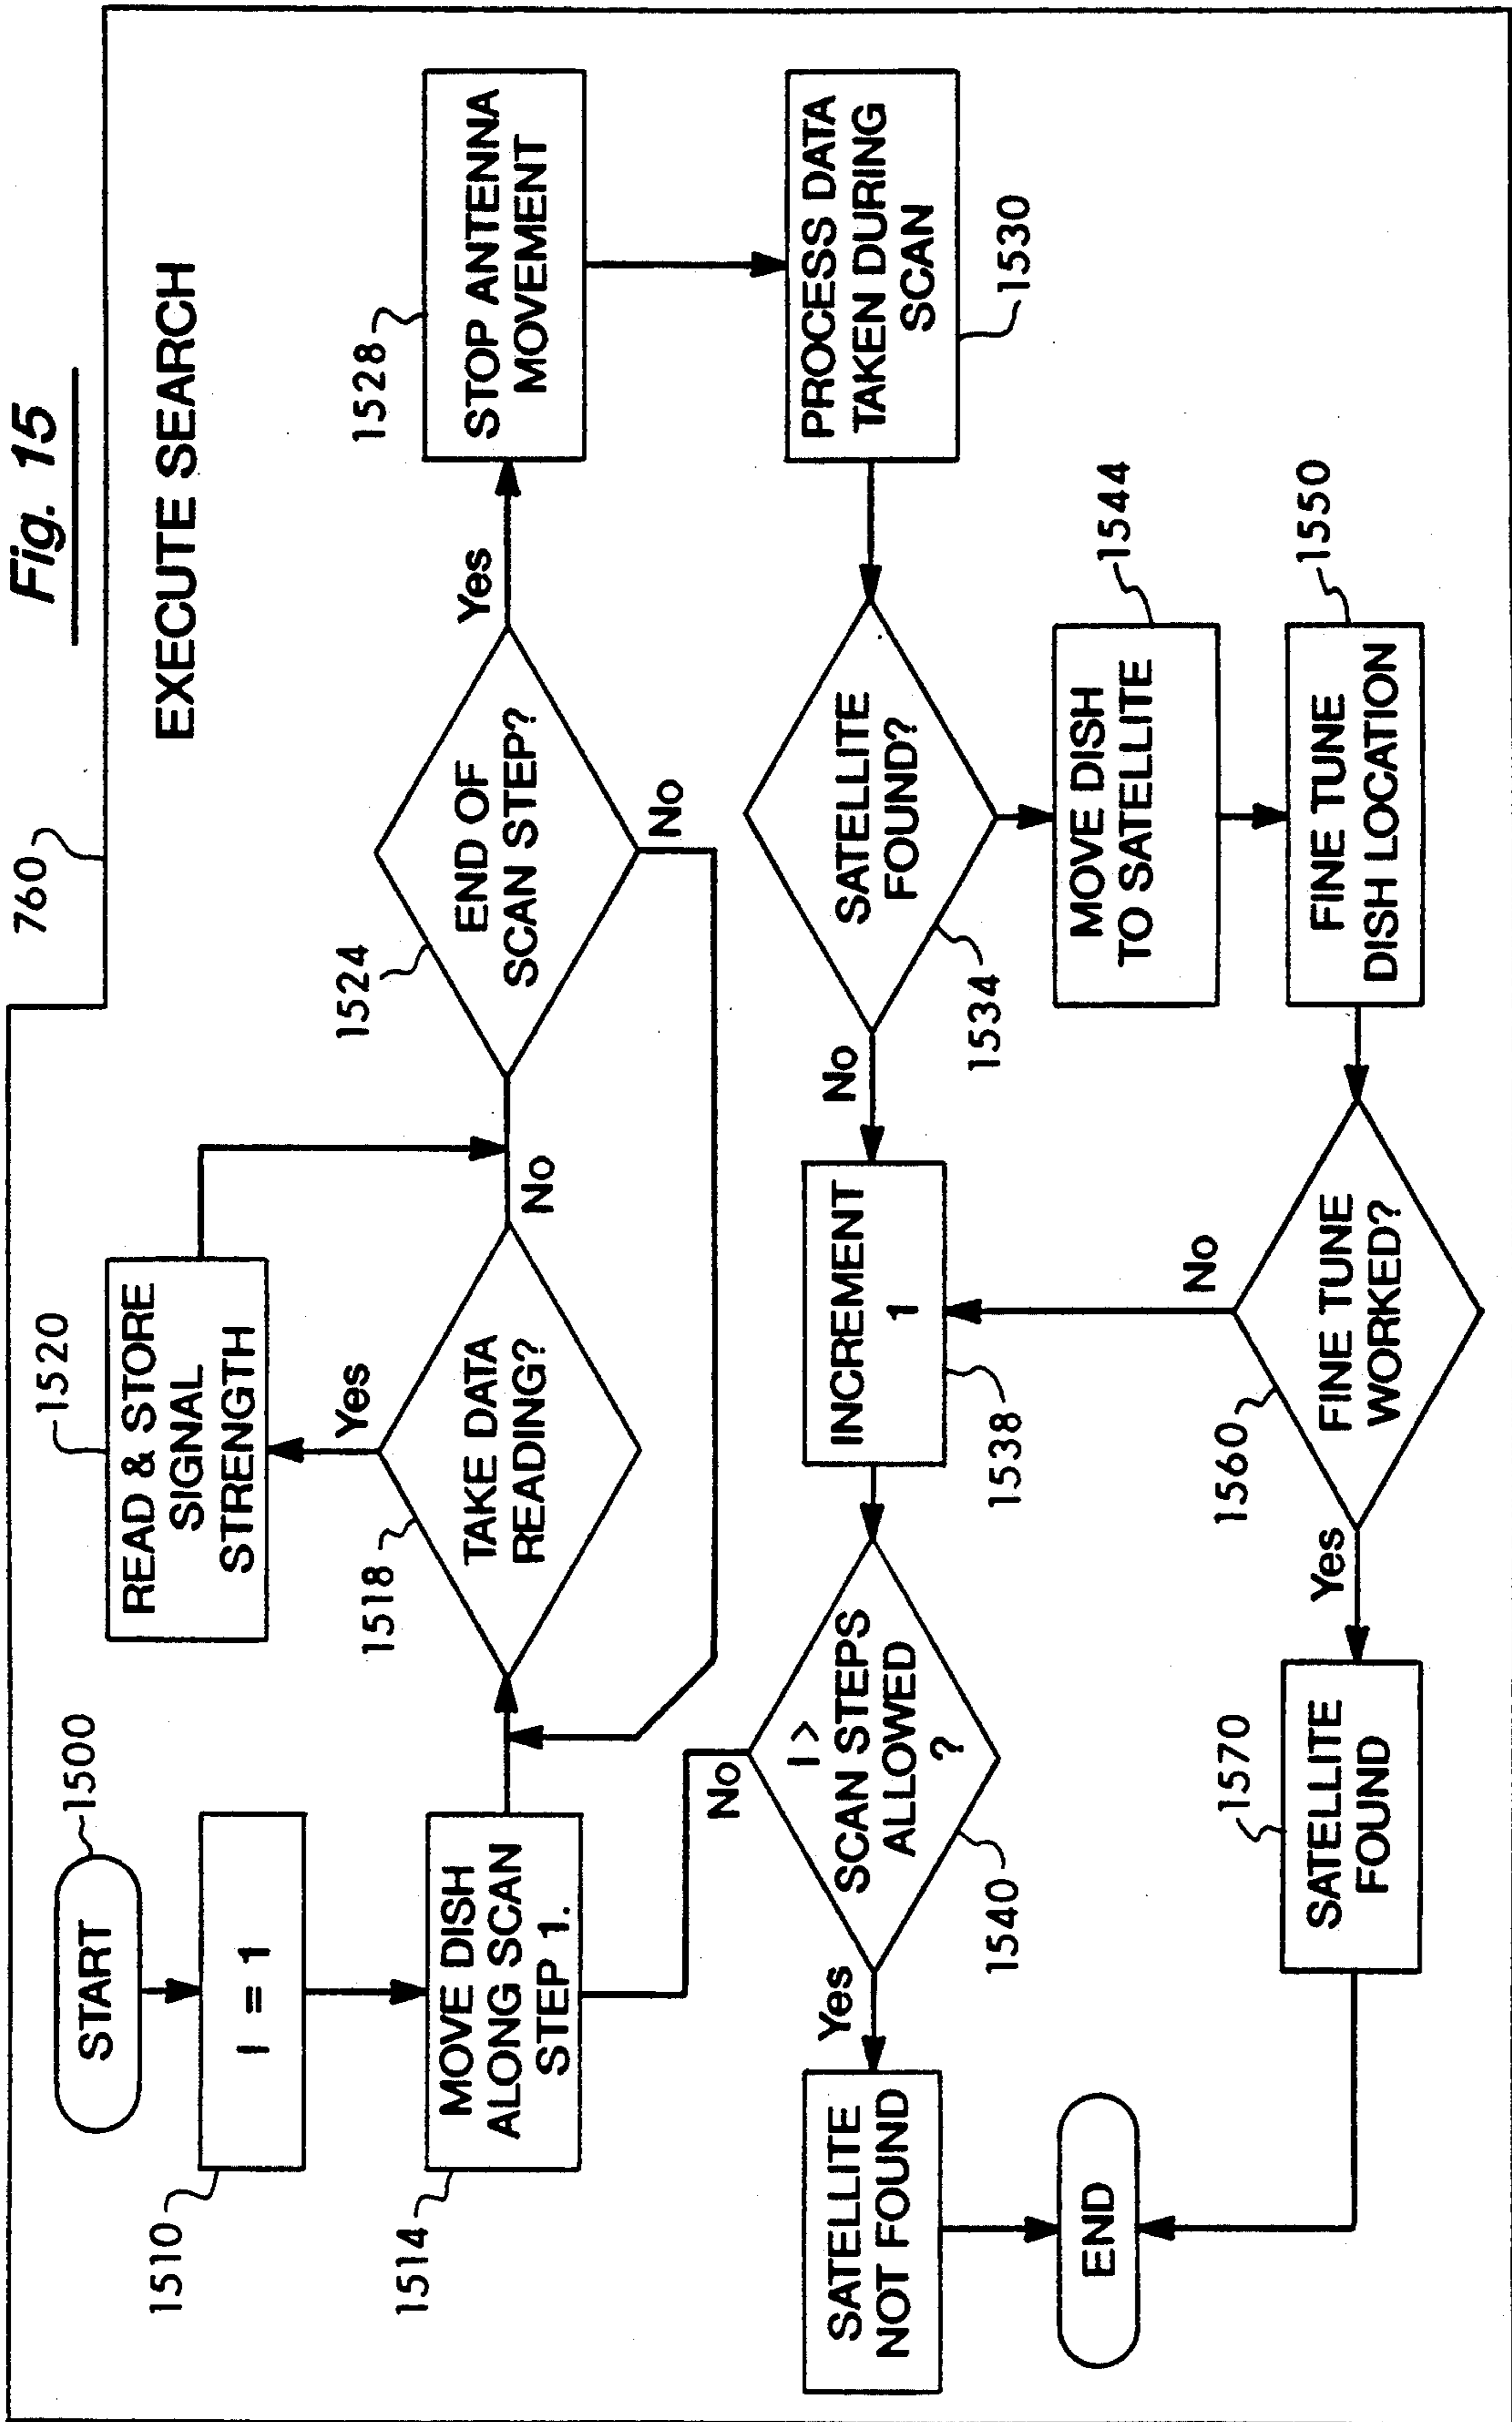 Fig. 15
760
EXECUTE SEARCH
START
1500
1510
I = 1
1514
MOVE DISH
ALONG SCAN
STEP 1.
1518
TAKE DATA
READING?
Yes
No
1520
READ & STORE
SIGNAL
STRENGTH
1524
END OF
SCAN STEP?
Yes
No
1528
STOP ANTENNA
MOVEMENT
PROCESS DATA
TAKEN DURING
SCAN
1530
SATELLITE
FOUND?
1534
No
INCREMENT
1
1538
I >
SCAN STEPS
ALLOWED
?
1540
No
Yes
SATELLITE
NOT FOUND
END
MOVE DISH
TO SATELLITE
1544
FINE TUNE
DISH LOCATION
1550
FINE TUNE
WORKED?
1560
No
Yes
SATELLITE
FOUND
1570